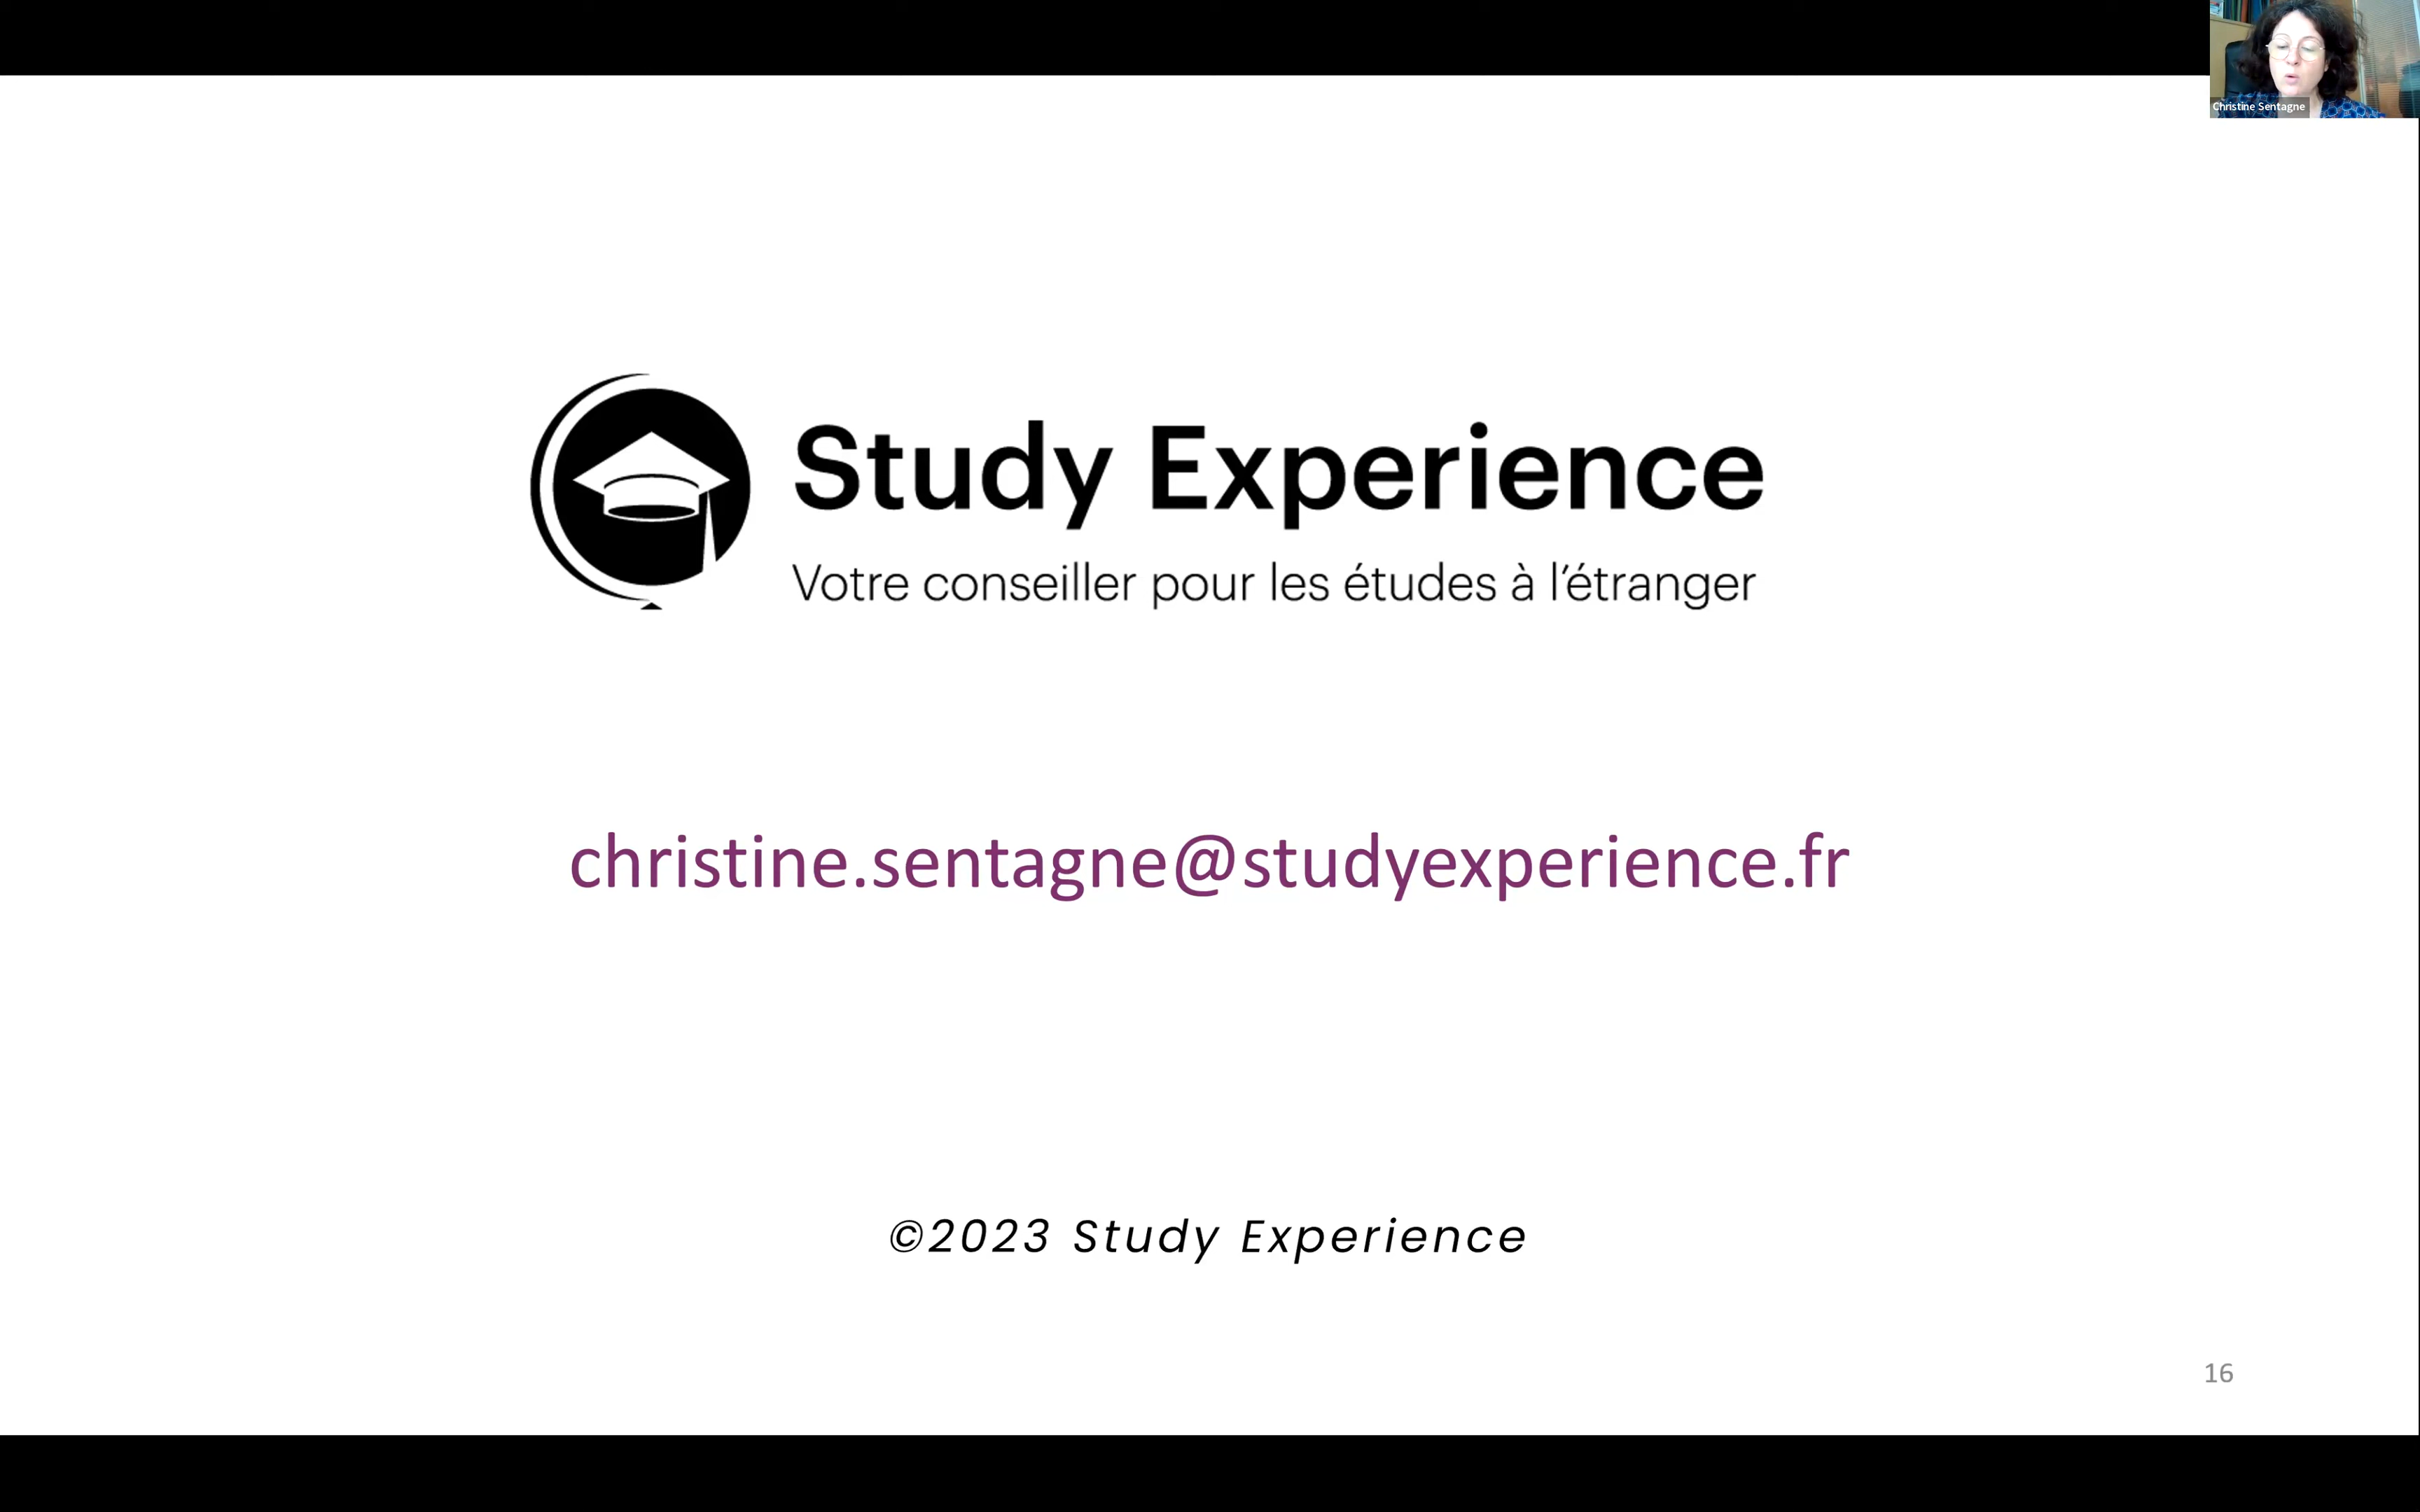 Christine Sentagne
Study Experience
Votre conseiller pour les études à l'étranger
christine.sentagne@studyexperience.fr
©2023 Study Experience
16